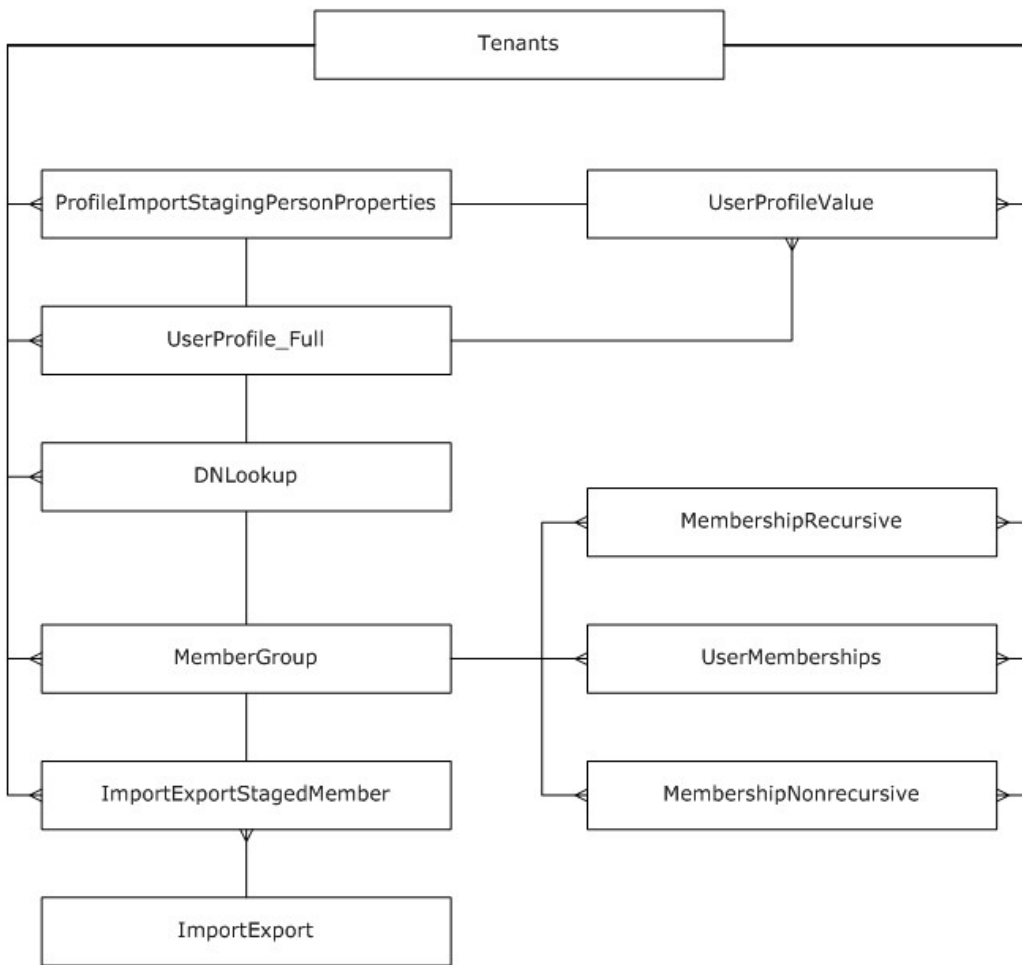 Tenants
ProfileImportStagingPersonProperties
UserProfileValue
UserProfile_Full
DNLookup
MembershipRecursive
MemberGroup
UserMemberships
ImportExportStagedMember
MembershipNonrecursive
ImportExport